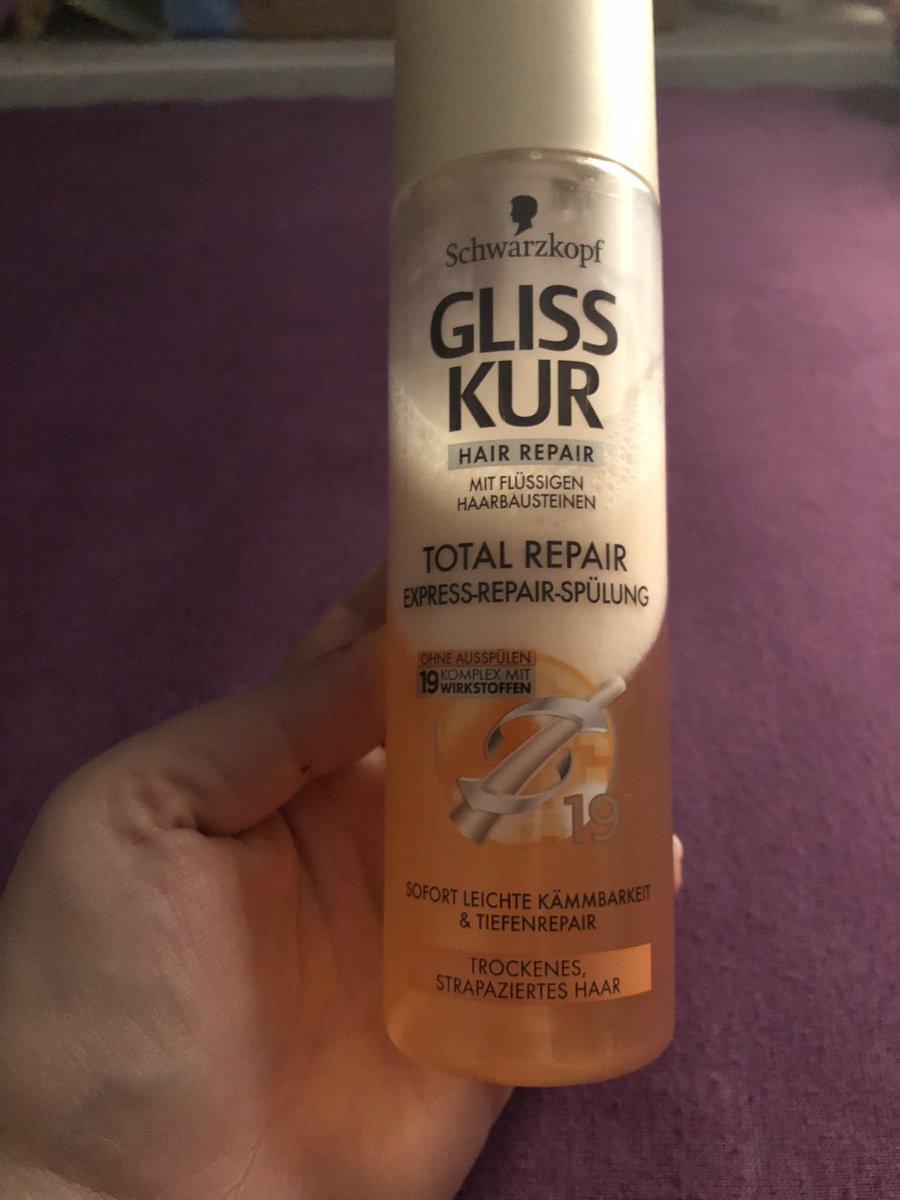 Schwarzkopf
GLISS
KUR
HAIR REPAIR
MIT FLÜSSIGEN
HAARBAUSTEINEN
TOTAL REPAIR
EXPRESS-REPAIR-SPÜLUNG
OHNE AUSSPÜLEN
19 KOMPLEX MIT
WIRKSTOFFEN
19
SOFORT LEICHTE KÄMMBARKEIT
& TIEFENREPAIR
TROCKENES,
STRAPAZIERTES HAAR